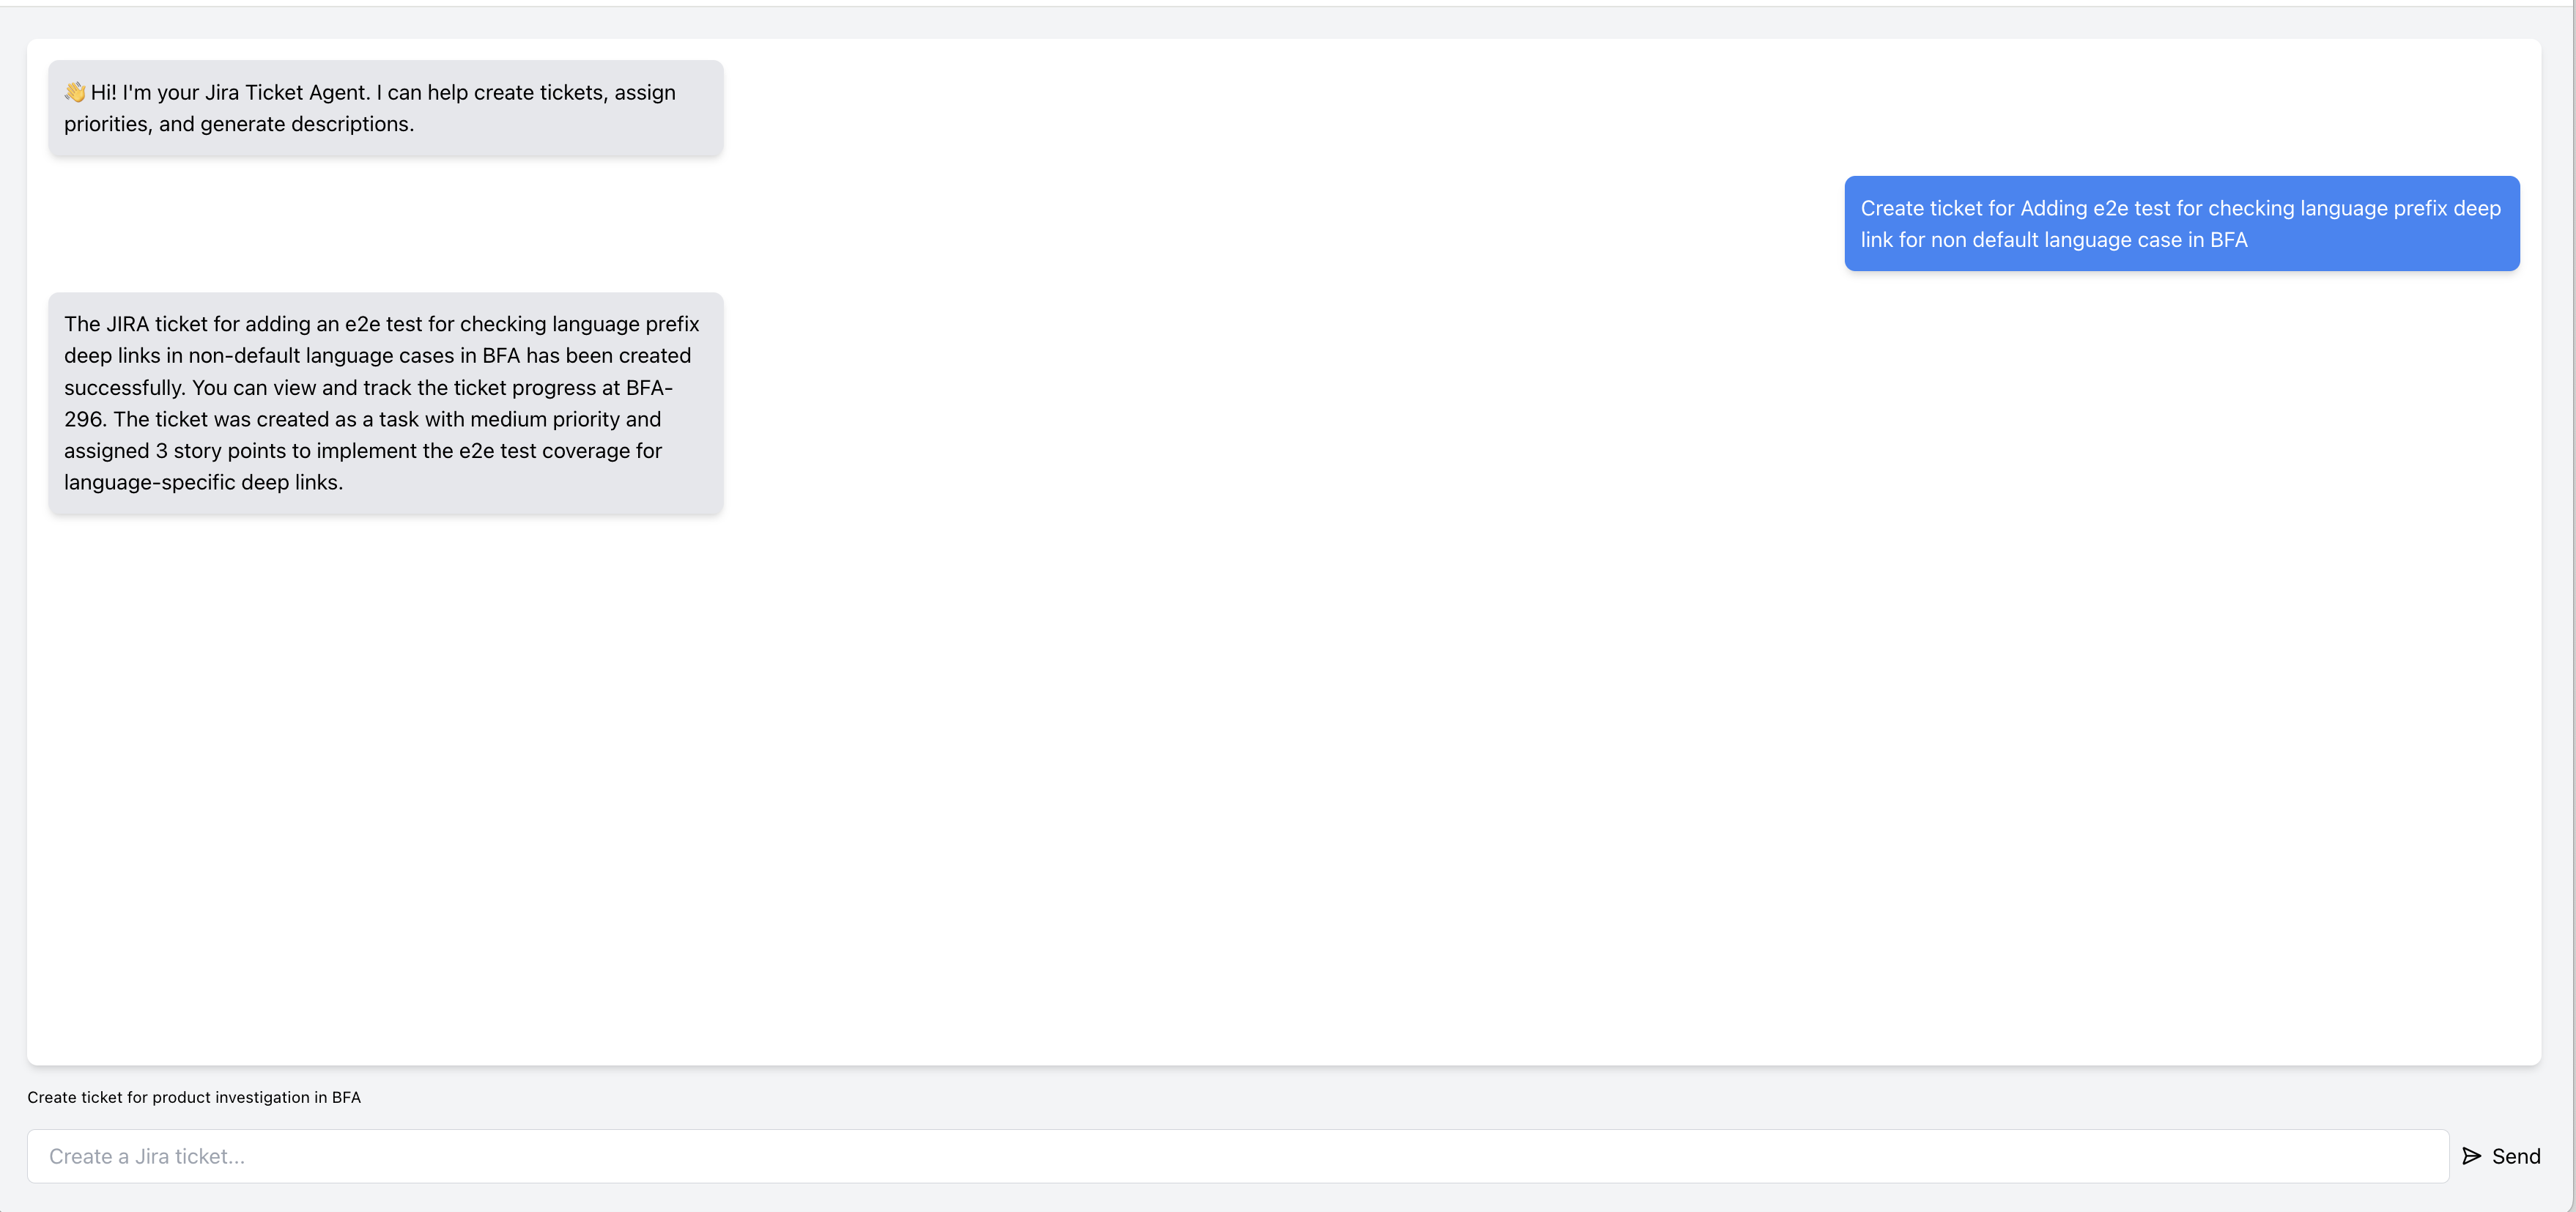 👋 Hi! I'm your Jira Ticket Agent. I can help create tickets, assign
priorities, and generate descriptions.
Create ticket for Adding e2e test for checking language prefix deep
link for non default language case in BFA
The JIRA ticket for adding an e2e test for checking language prefix
deep links in non-default language cases in BFA has been created
successfully. You can view and track the ticket progress at BFA-
296. The ticket was created as a task with medium priority and
assigned 3 story points to implement the e2e test coverage for
language-specific deep links.
Create ticket for product investigation in BFA
Create a Jira ticket...
Send